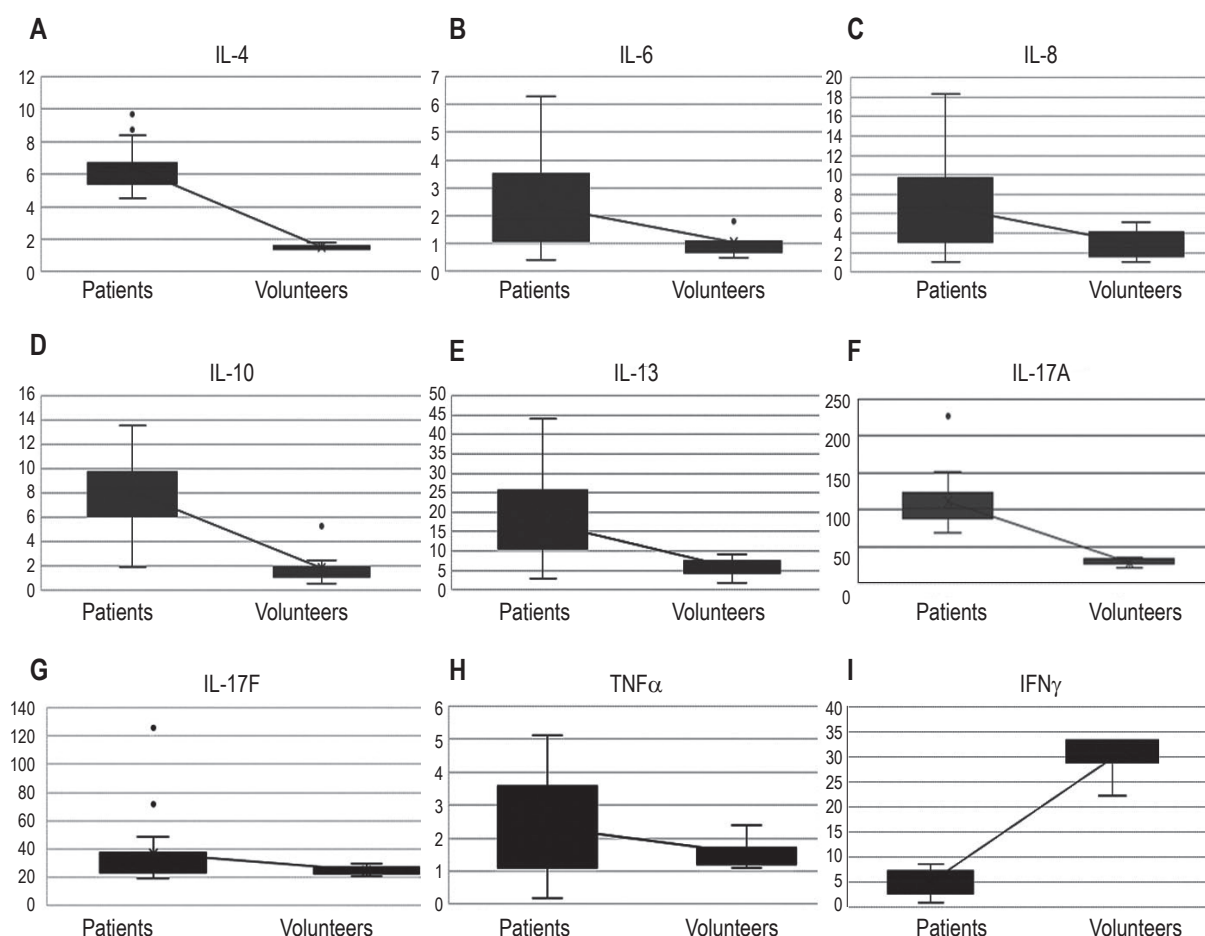 A
IL-4
12
10
8
6
4
2
0
Patients
Volunteers
B
IL-6
7
6
5
4
3
2
1
0
Patients
Volunteers
C
IL-8
20
18
16
14
12
10
8
6
4
2
0
Patients
Volunteers
D
IL-10
16
14
12
10
8
6
4
2
0
Patients
Volunteers
E
IL-13
50
45
40
35
30
25
20
15
10
5
0
Patients
Volunteers
F
IL-17A
250
200
150
100
50
0
Patients
Volunteers
G
IL-17F
140
120
100
80
60
40
20
0
Patients
Volunteers
H
TNFα
6
5
4
3
2
1
0
Patients
Volunteers
I
IFNγ
40
35
30
25
20
15
10
5
0
Patients
Volunteers